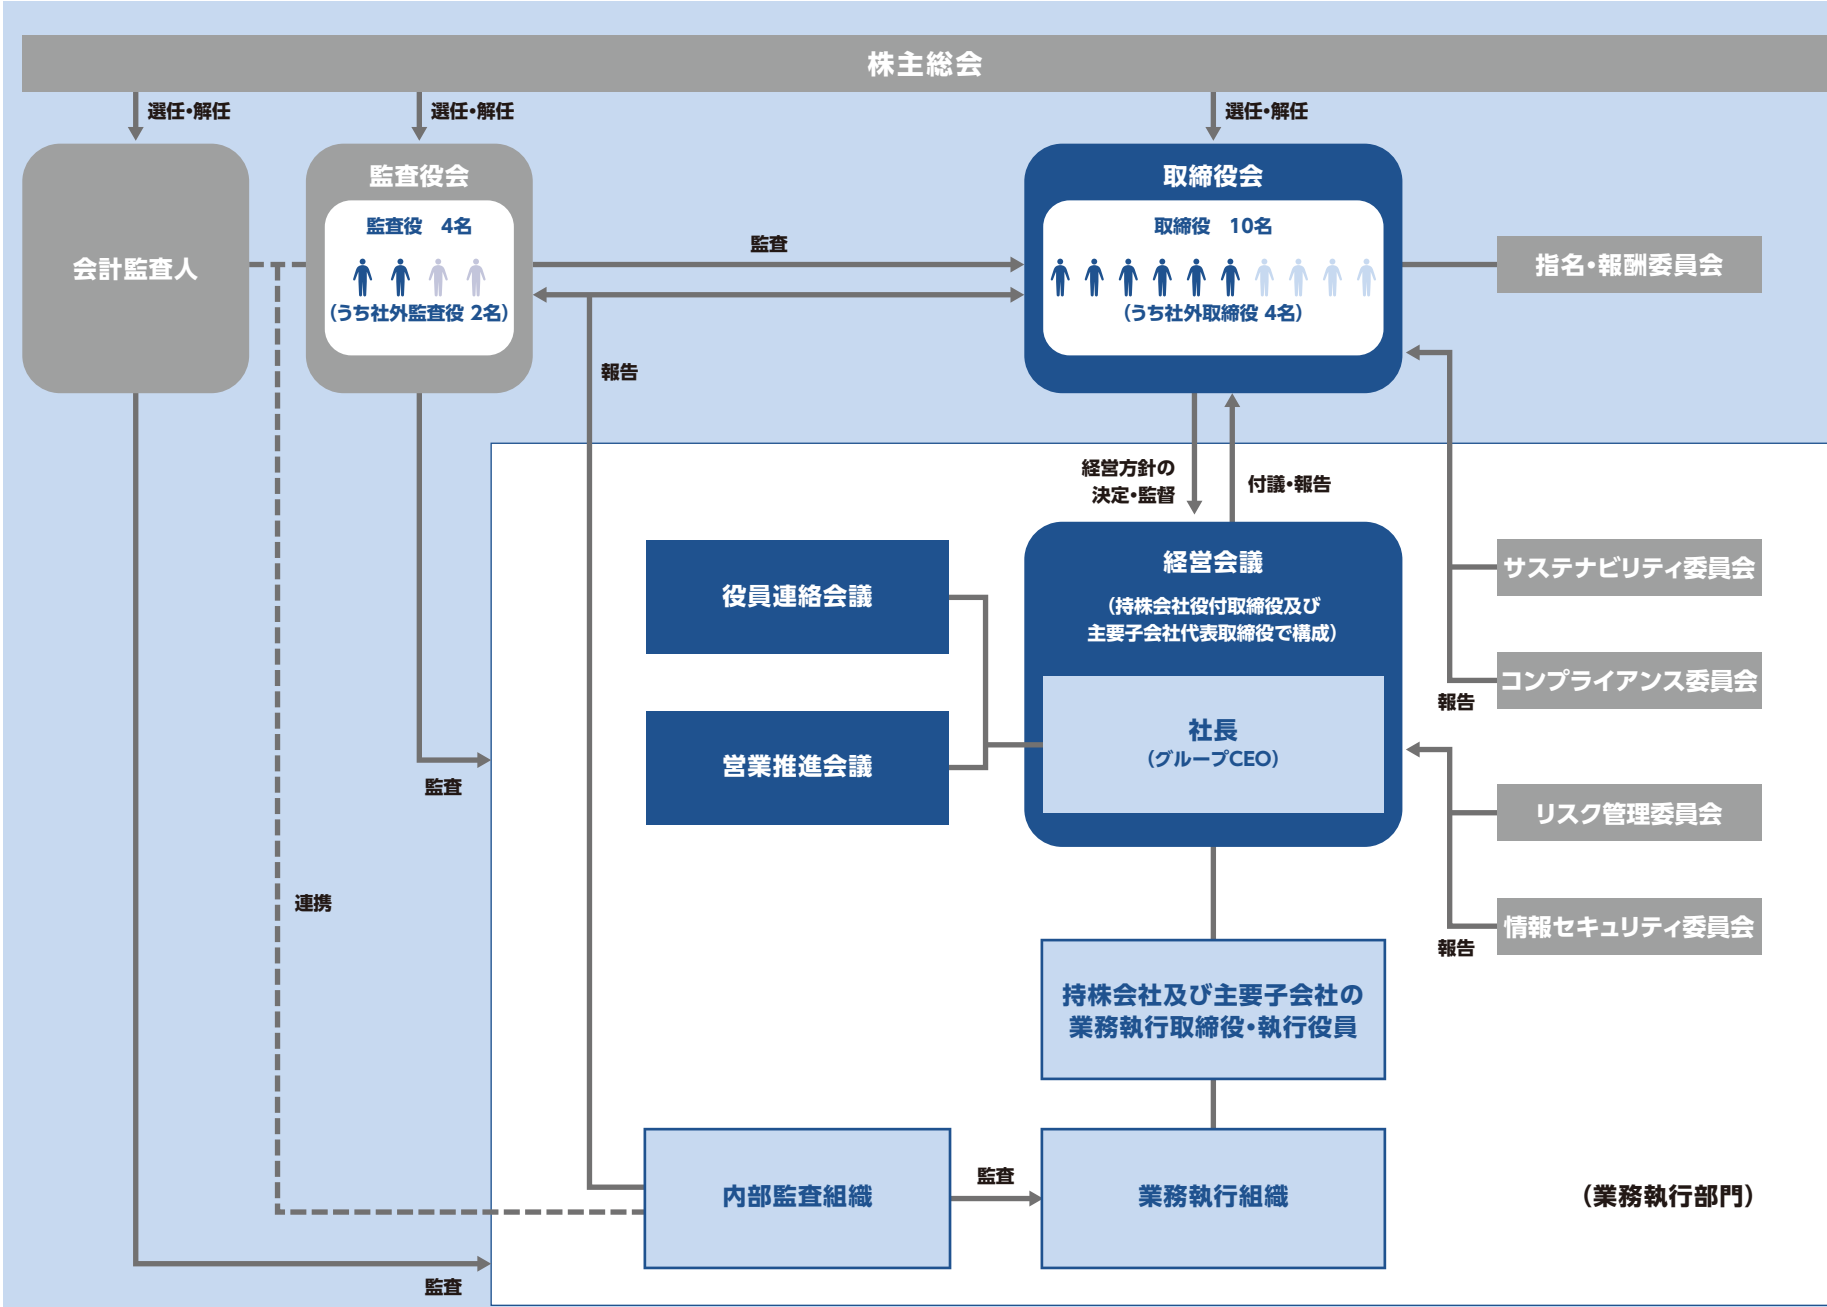 株主総会
選任・解任
選任・解任
選任・解任
会計監査人
監査役会
監査役　4名
（うち社外監査役 2名）
監査
報告
取締役会
取締役　10名
（うち社外取締役 4名）
指名・報酬委員会
経営方針の
決定・監督
付議・報告
役員連絡会議
営業推進会議
経営会議
（持株会社役付取締役及び
主要子会社代表取締役で構成）
社長
（グループCEO）
サステナビリティ委員会
コンプライアンス委員会
報告
リスク管理委員会
情報セキュリティ委員会
報告
監査
連携
持株会社及び主要子会社の
業務執行取締役・執行役員
内部監査組織
監査
業務執行組織
（業務執行部門）
監査